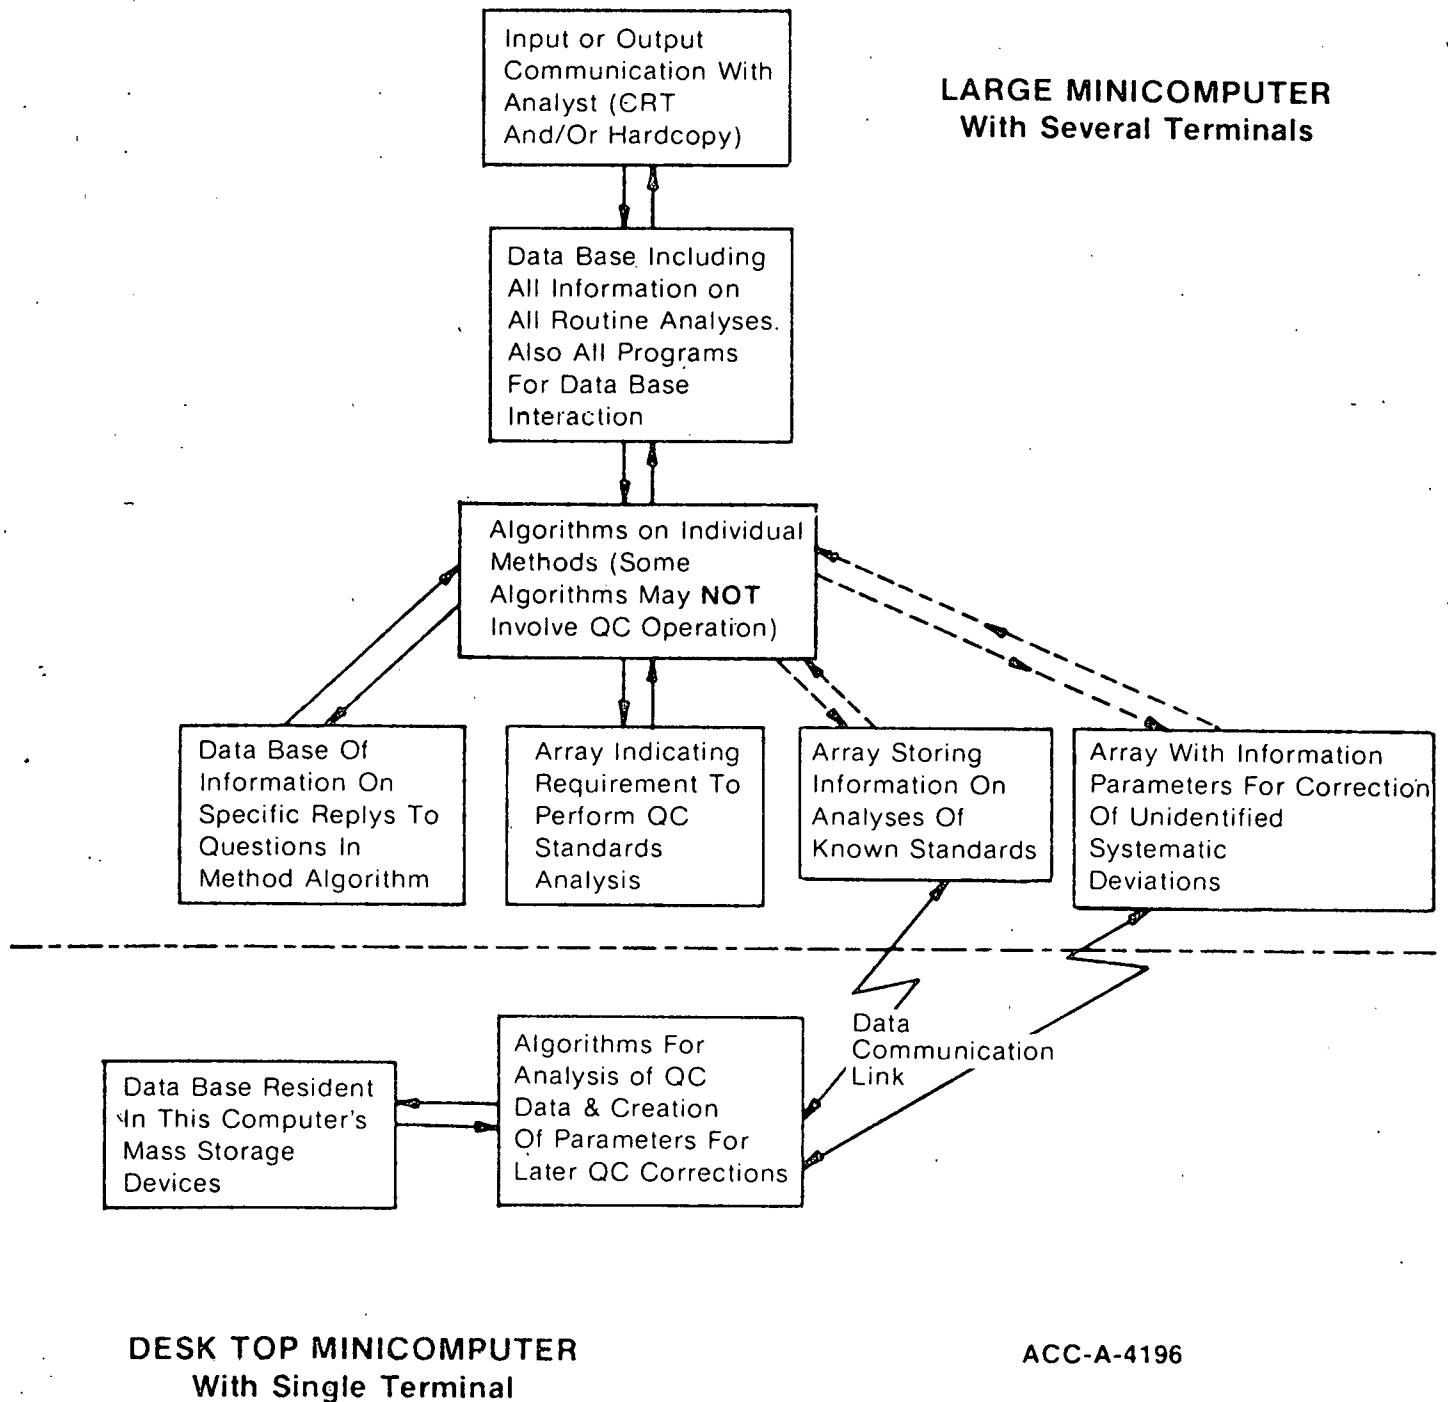 Input or Output
Communication With
Analyst (CRT
And/Or Hardcopy)
LARGE MINICOMPUTER
With Several Terminals
Data Base Including
All Information on
All Routine Analyses.
Also All Programs
For Data Base
Interaction
Algorithms on Individual
Methods (Some
Algorithms May NOT
Involve QC Operation)
Data Base Of
Information On
Specific Replys To
Questions In
Method Algorithm
Array Indicating
Requirement To
Perform QC
Standards
Analysis
Array Storing
Information On
Analyses Of
Known Standards
Array With Information
Parameters For Correction
Of Unidentified
Systematic
Deviations
Data
Communication
Link
Algorithms For
Analysis of QC
Data & Creation
Of Parameters For
Later QC Corrections
Data Base Resident
In This Computer's
Mass Storage
Devices
DESK TOP MINICOMPUTER
With Single Terminal
ACC-A-4196